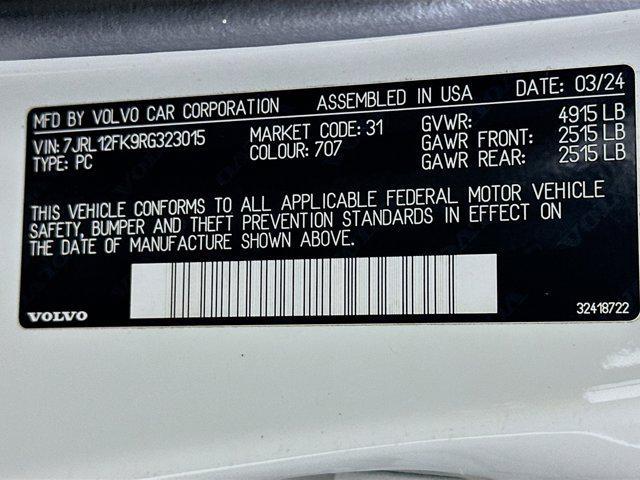 MFD BY VOLVO CAR CORPORATION ASSEMBLED IN USA DATE: 03/24
VIN: 7JRL12FK9RG323015 MARKET CODE: 31 GVWR: 4915 LB
TYPE: PC COLOUR: 707 GAWR FRONT: 2515 LB
GAWR REAR: 2515 LB
THIS VEHICLE CONFORMS TO ALL APPLICABLE FEDERAL MOTOR VEHICLE
SAFETY, BUMPER AND THEFT PREVENTION STANDARDS IN EFFECT ON
THE DATE OF MANUFACTURE SHOWN ABOVE.
VOLVO 32418722